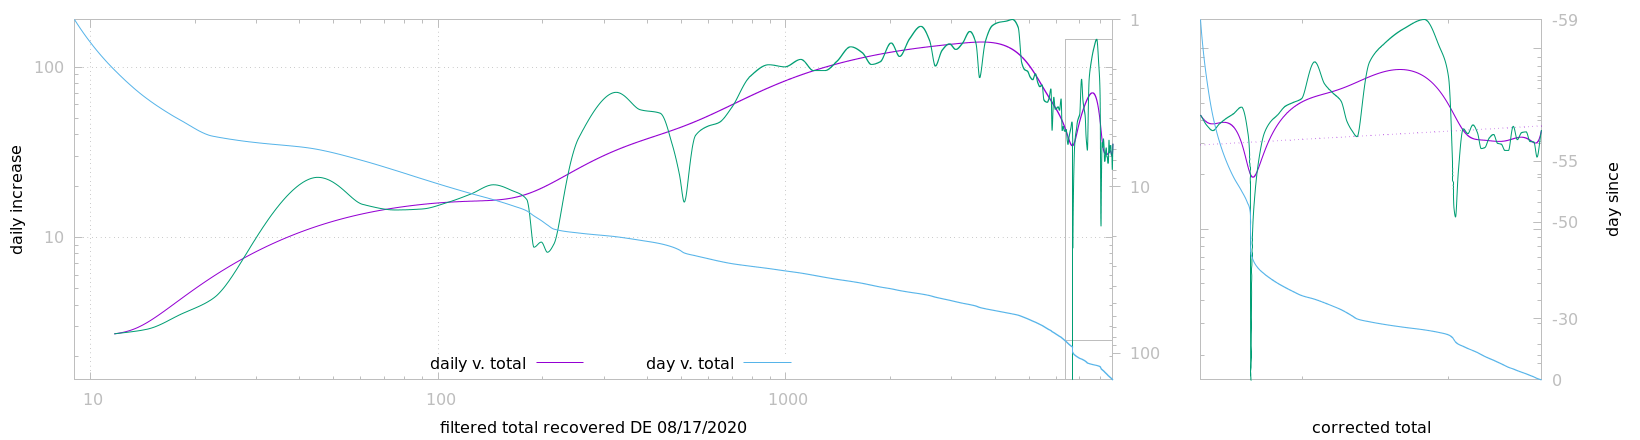 1
-59
100
daily increase
-55
10
day since
-50
10
-30
daily v. total
day v. total
100
0
10
100
1000
filtered total recovered DE 08/17/2020
corrected total